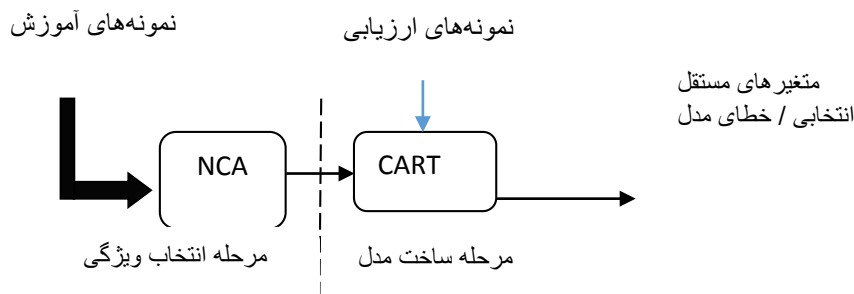 نمونه‌های ارزیابی
نمونه‌های آموزش
متغیرهای مستقل
انتخابی / خطای مدل
NCA
CART
مرحله ساخت مدل
مرحله انتخاب ویژگی